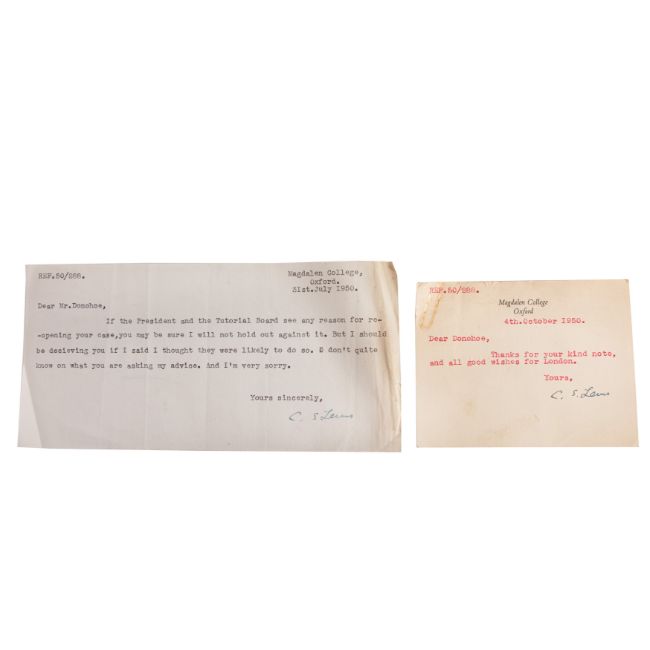 REF.50/288.
Magdalen College,
Oxford.
31st.July 1950.
Dear Mr.Donohoe,
If the President and the Tutorial Board see any reason for re-
-opening your case,you may be sure I will not hold out against it. But I should
be decieving you if I said I thought they were likely to do so. I don't quite
know on what you are asking my advice. And I'm very sorry.
Yours sincerely,
C. S. Lewis
REF.50/288.
Magdalen College
Oxford
4th.October 1950.
Dear Donohoe,
Thanks for your kind note,
and all good wishes for London.
Yours,
C. S. Lewis